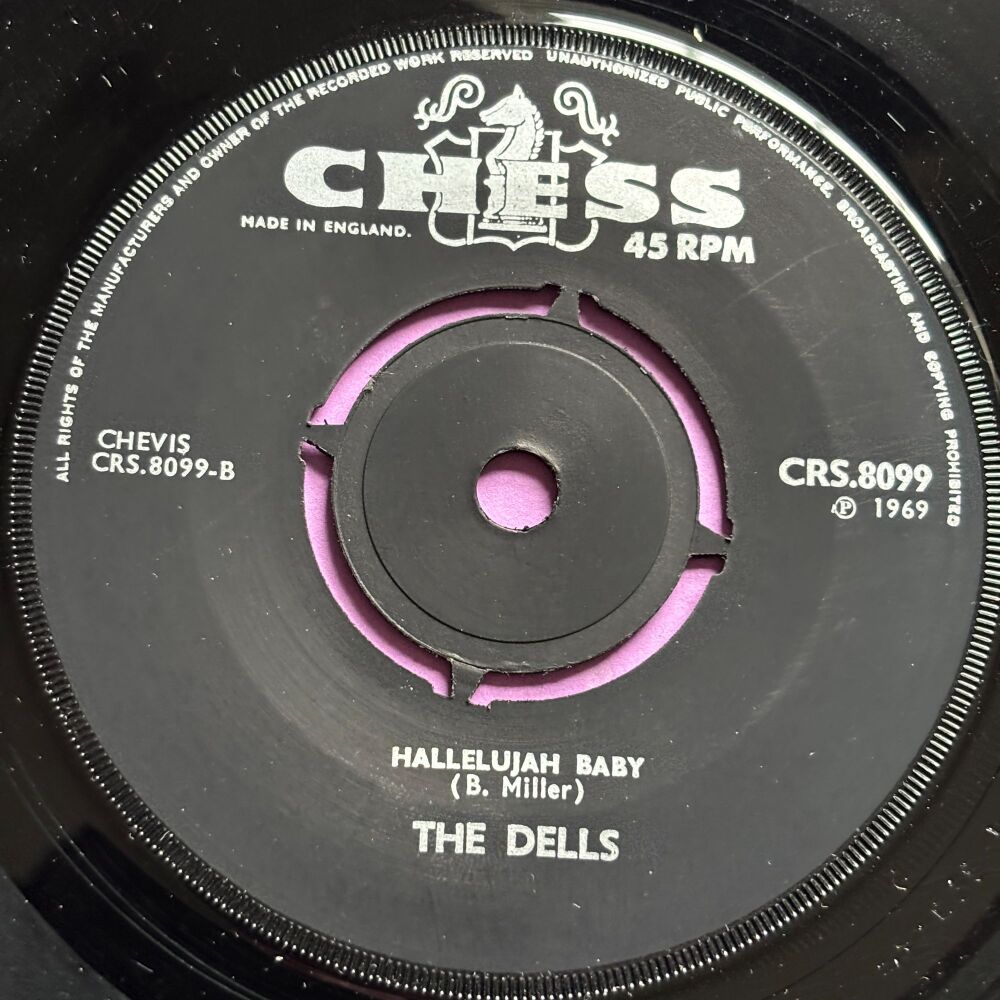 ALL RIGHTS OF THE MANUFACTURERS AND OWNER OF THE RECORDED WORK RESERVED UNAUTHORIZED PUBLIC PERFORMANCE, BROADCASTING AND COPYING PROHIBITED
CHESS
MADE IN ENGLAND.
45 RPM
CHEVIS
CRS.8099-B
CRS.8099
℗ 1969
HALLELUJAH BABY
(B. Miller)
THE DELLS